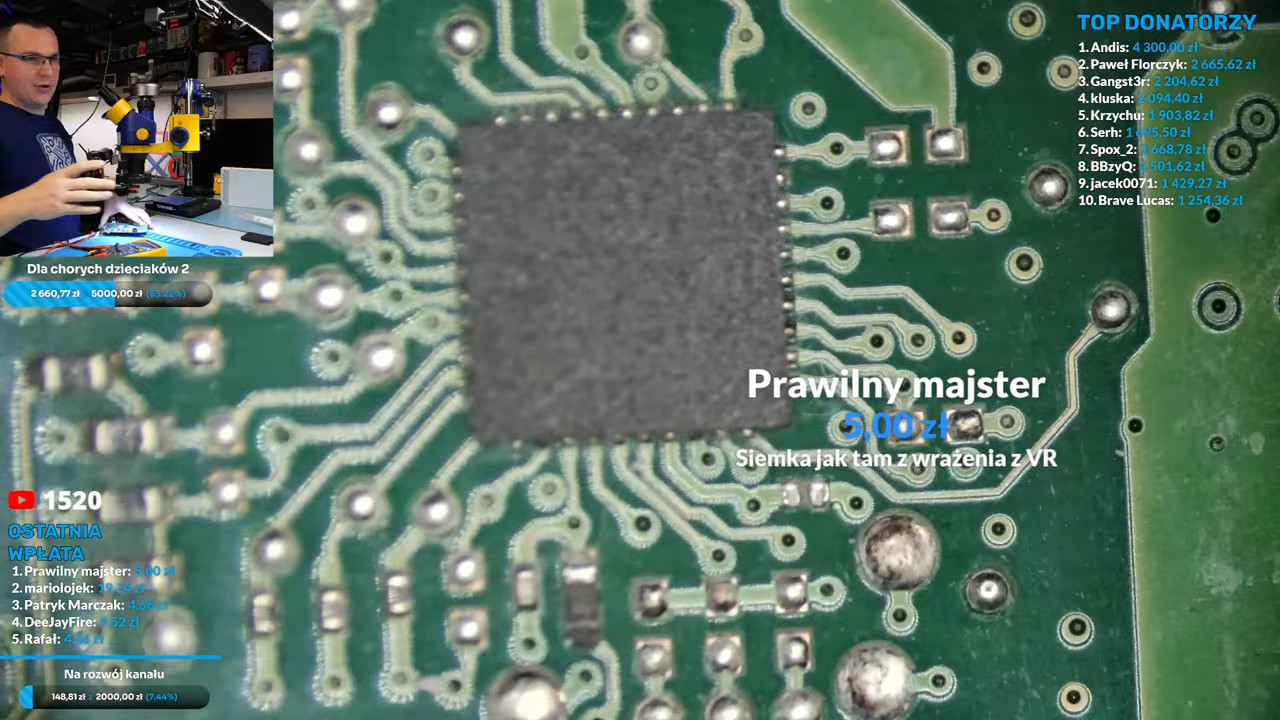 TOP DONATORZY
1. Andis: 4 300,00 zł
2. Paweł Florczyk: 2 665,62 zł
3. Gangst3r: 2 204,62 zł
4. kluska: 2 094,40 zł
5. Krzychu: 1 903,82 zł
6. Serh: 1 695,50 zł
7. Spox_2: 1 668,78 zł
8. BBzyQ: 1 501,62 zł
9. jacek0071: 1 429,27 zł
10. Brave Lucas: 1 254,36 zł
Dla chorych dzieciaków 2
2 660,77 zł z 5000,00 zł (53.22%)
Prawilny majster
5,00 zł
Siemka jak tam z wrażenia z VR
1520
OSTATNIA
WPŁATA
1. Prawilny majster: 5,00 zł
2. mariolojek:
3. Patryk Marczak:
4. DeeJayFire:
5. Rafał:
Na rozwój kanału
148,81 zł z 2000,00 zł (7.44%)